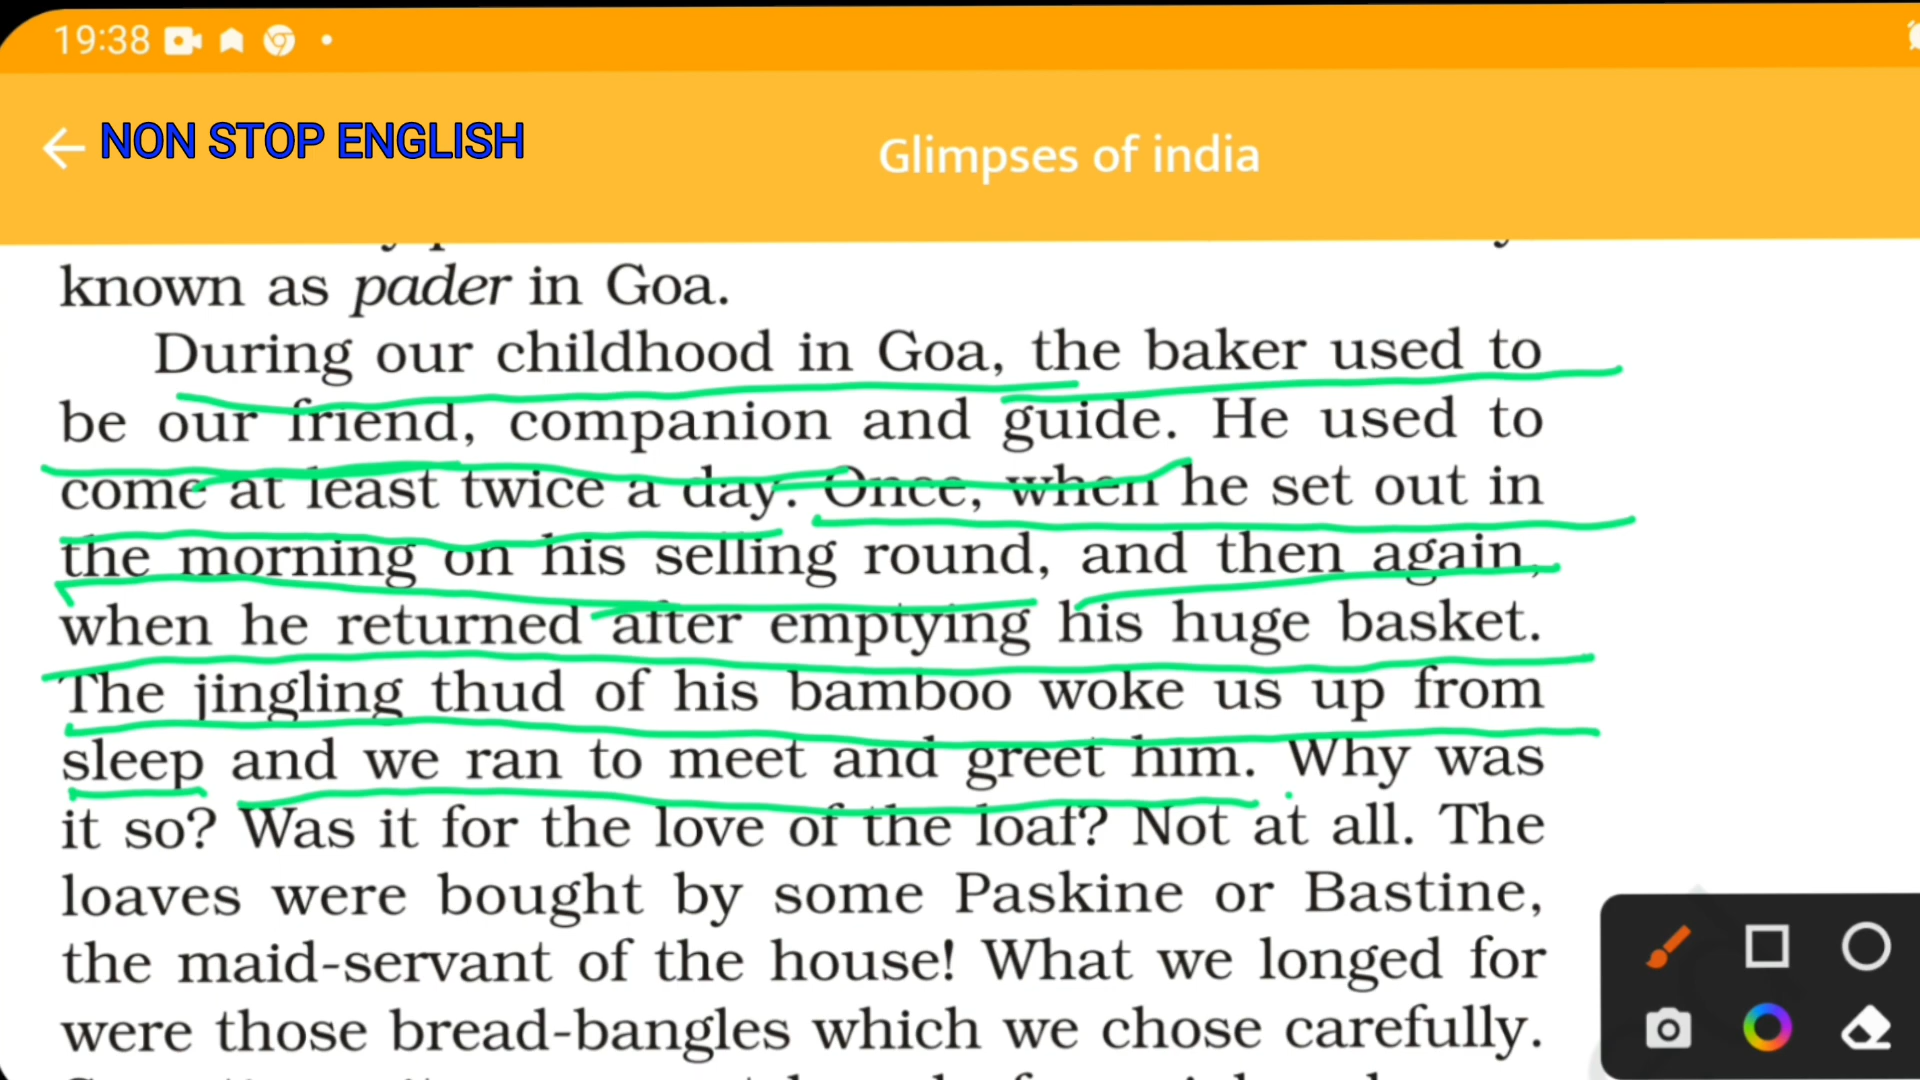 19:38
NON STOP ENGLISH
Glimpses of india
known as pader in Goa.
During our childhood in Goa, the baker used to
be our friend, companion and guide. He used to
come at least twice a day. Once, when he set out in
the morning on his selling round, and then again,
when he returned after emptying his huge basket.
The jingling thud of his bamboo woke us up from
sleep and we ran to meet and greet him. Why was
it so? Was it for the love of the loaf? Not at all. The
loaves were bought by some Paskine or Bastine,
the maid-servant of the house! What we longed for
were those bread-bangles which we chose carefully.